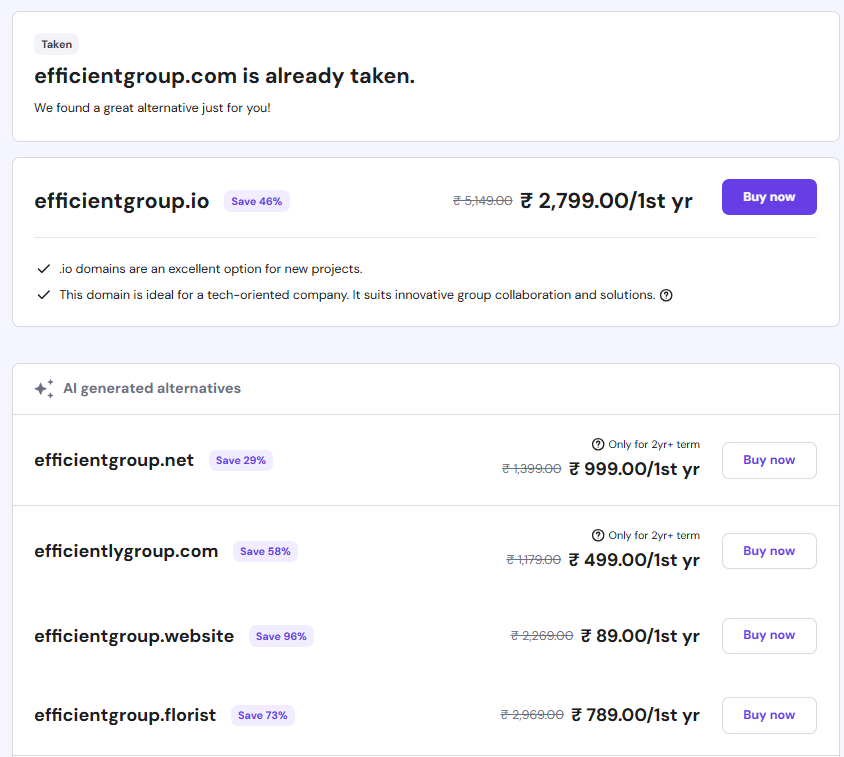 Taken
efficientgroup.com is already taken.
We found a great alternative just for you!
efficientgroup.io Save 46% ₹ 5,149.00 ₹ 2,799.00/1st yr Buy now
.io domains are an excellent option for new projects.
This domain is ideal for a tech-oriented company. It suits innovative group collaboration and solutions. ?
AI generated alternatives
? Only for 2yr+ term
efficientgroup.net Save 29% ₹ 1,399.00 ₹ 999.00/1st yr Buy now
? Only for 2yr+ term
efficientlygroup.com Save 58% ₹ 1,179.00 ₹ 499.00/1st yr Buy now
efficientgroup.website Save 96% ₹ 2,269.00 ₹ 89.00/1st yr Buy now
efficientgroup.florist Save 73% ₹ 2,969.00 ₹ 789.00/1st yr Buy now